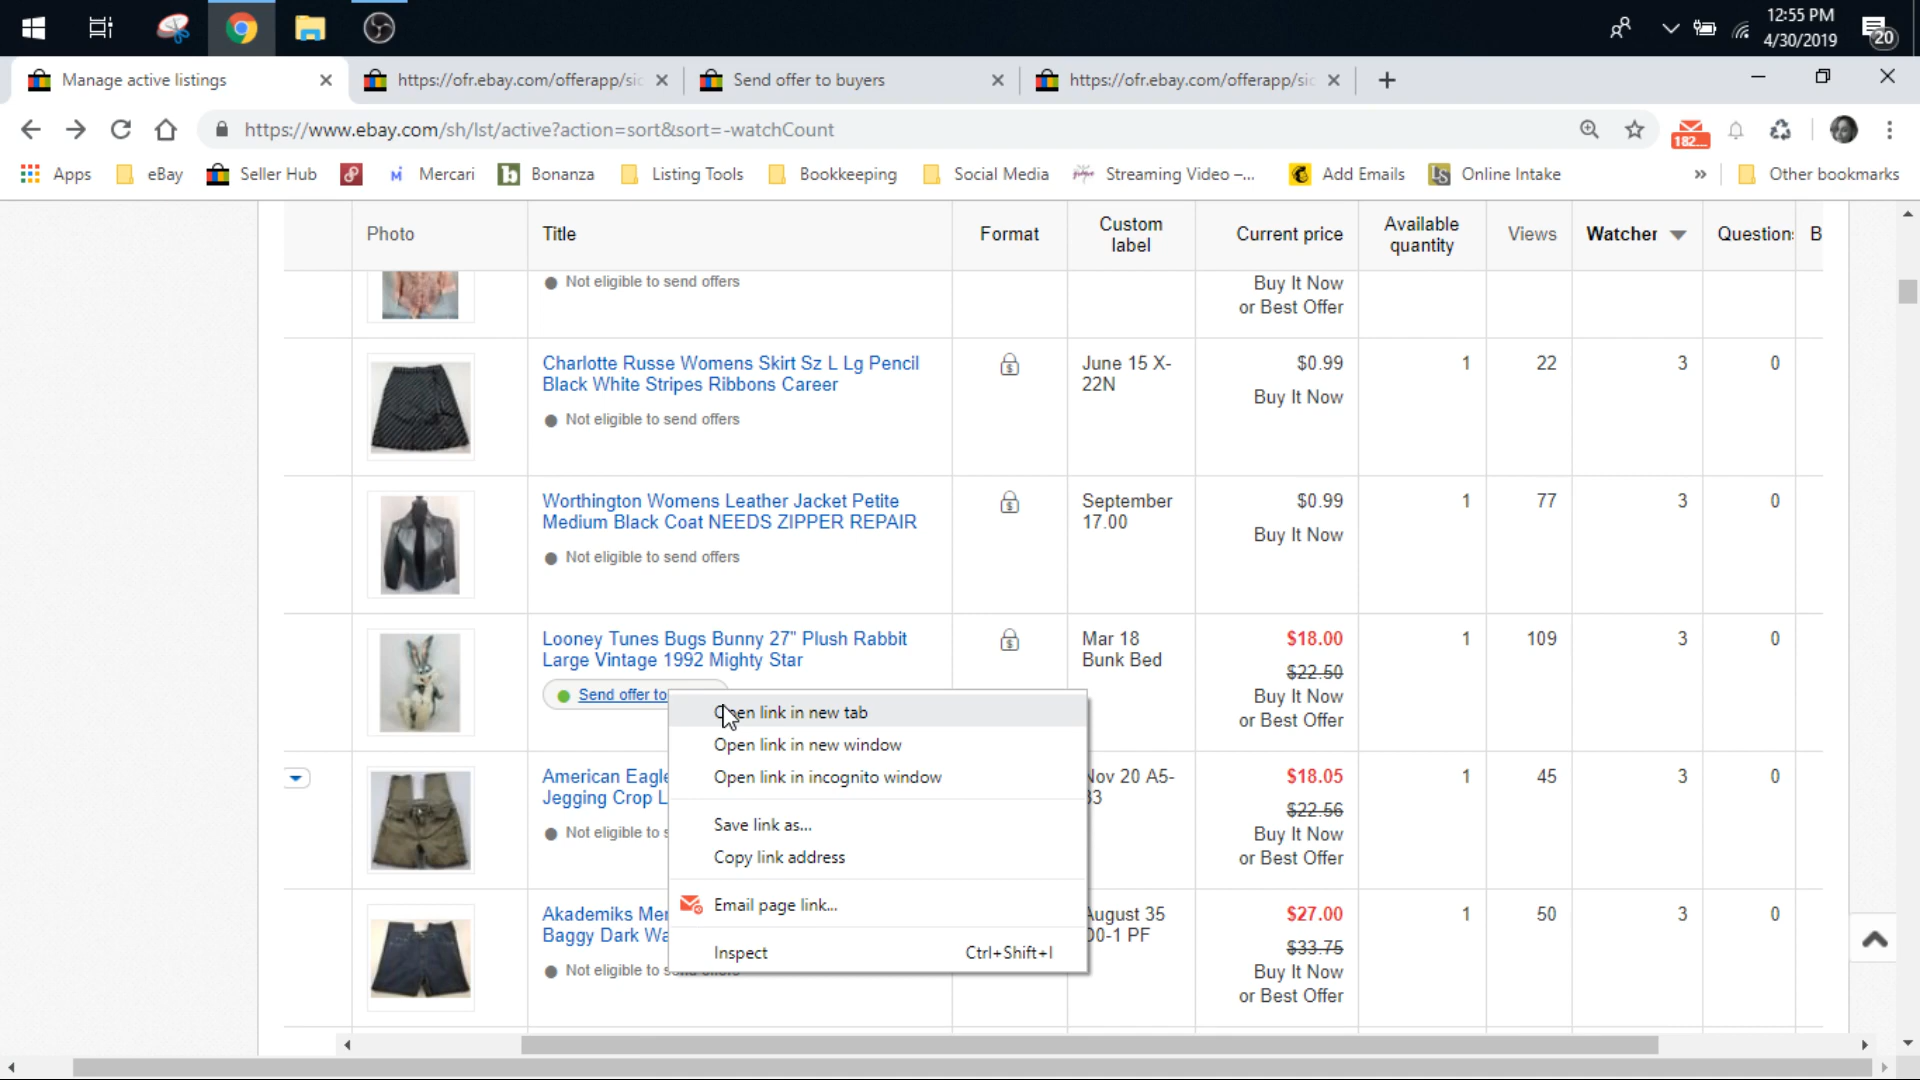 12:55 PM
4/30/2019
20
Manage active listings
https://ofr.ebay.com/offerapp/sic
Send offer to buyers
https://ofr.ebay.com/offerapp/sic
https://www.ebay.com/sh/lst/active?action=sort&sort=-watchCount
182...
Apps
eBay
Seller Hub
Mercari
Bonanza
Listing Tools
Bookkeeping
Social Media
Streaming Video –...
Add Emails
Online Intake
»
Other bookmarks
Photo
Title
Format
Custom
label
Current price
Available
quantity
Views
Watcher
Question
B
Not eligible to send offers
Buy It Now
or Best Offer
Charlotte Russe Womens Skirt Sz L Lg Pencil
Black White Stripes Ribbons Career
Not eligible to send offers
June 15 X-
22N
$0.99
Buy It Now
1
22
3
0
Worthington Womens Leather Jacket Petite
Medium Black Coat NEEDS ZIPPER REPAIR
Not eligible to send offers
September
17.00
$0.99
Buy It Now
1
77
3
0
Looney Tunes Bugs Bunny 27" Plush Rabbit
Large Vintage 1992 Mighty Star
Send offer to
Mar 18
Bunk Bed
$18.00
$22.50
Buy It Now
or Best Offer
1
109
3
0
Open link in new tab
Open link in new window
Open link in incognito window
Save link as...
Copy link address
Email page link...
Inspect
Ctrl+Shift+I
American Eagle
Jegging Crop L
Not eligible to s
Nov 20 A5-
33
$18.05
$22.56
Buy It Now
or Best Offer
1
45
3
0
Akademiks Mer
Baggy Dark Wa
Not eligible to send offers
August 35
00-1 PF
$27.00
$33.75
Buy It Now
or Best Offer
1
50
3
0